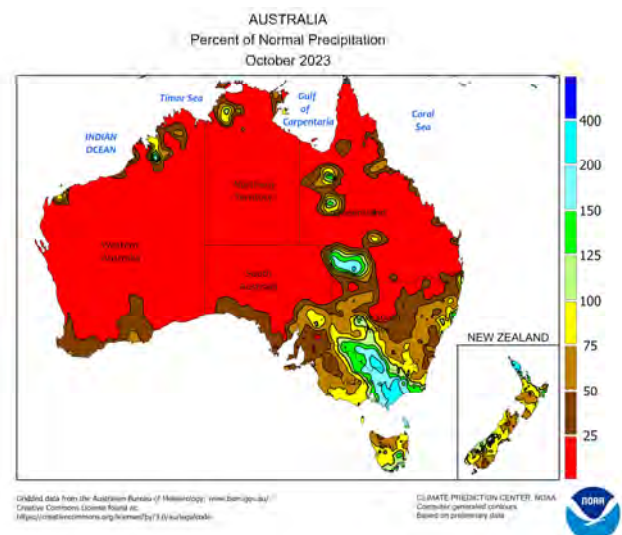 AUSTRALIA
Percent of Normal Precipitation
October 2023
Timor Sea
Gulf
of
Carpentaria
Coral
Sea
INDIAN
OCEAN
Northern
Territory
Queensland
Western
Australia
South
Australia
NEW ZEALAND
400
200
150
125
100
75
50
25
Gridded data from the Australian Bureau of Meteorology; www.bom.gov.au/
Creative Commons License found at:
CLIMATE PREDICTION CENTER, NOAA
Computer generated contours
Based on preliminary data
NOAA